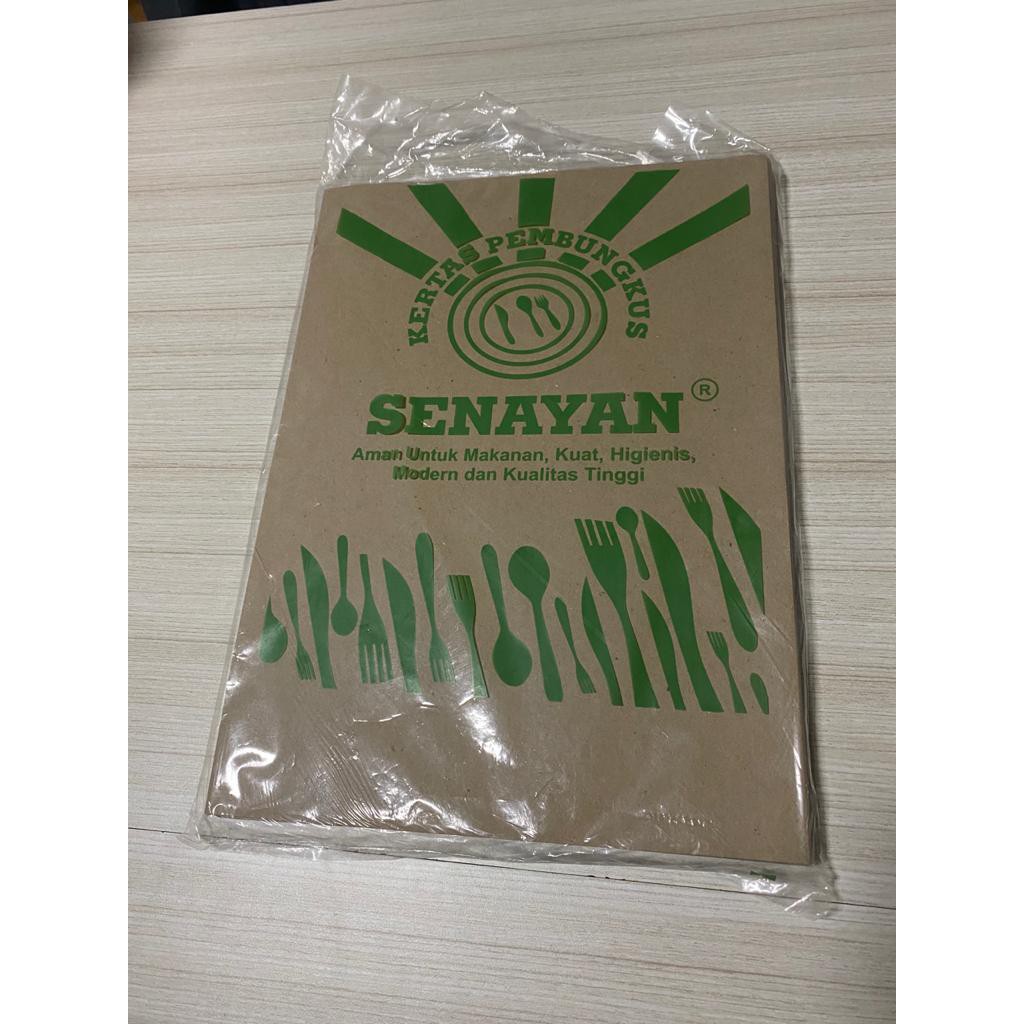 KERTAS PEMBUNGKUS
SENAYAN ®
Aman Untuk Makanan, Kuat, Higienis,
Modern dan Kualitas Tinggi